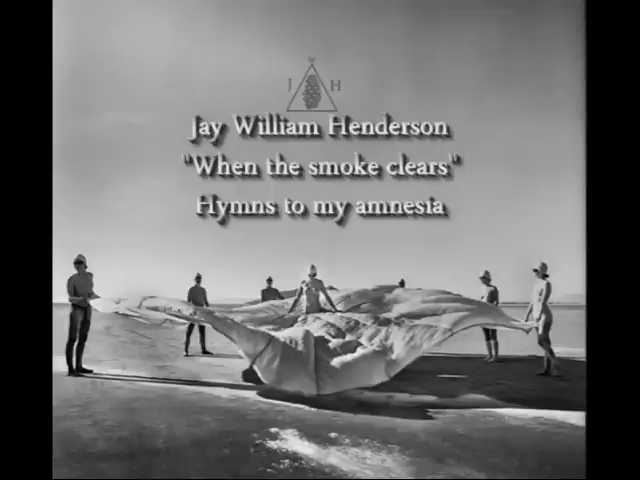 W
J H
Jay William Henderson
"When the smoke clears"
Hymns to my amnesia